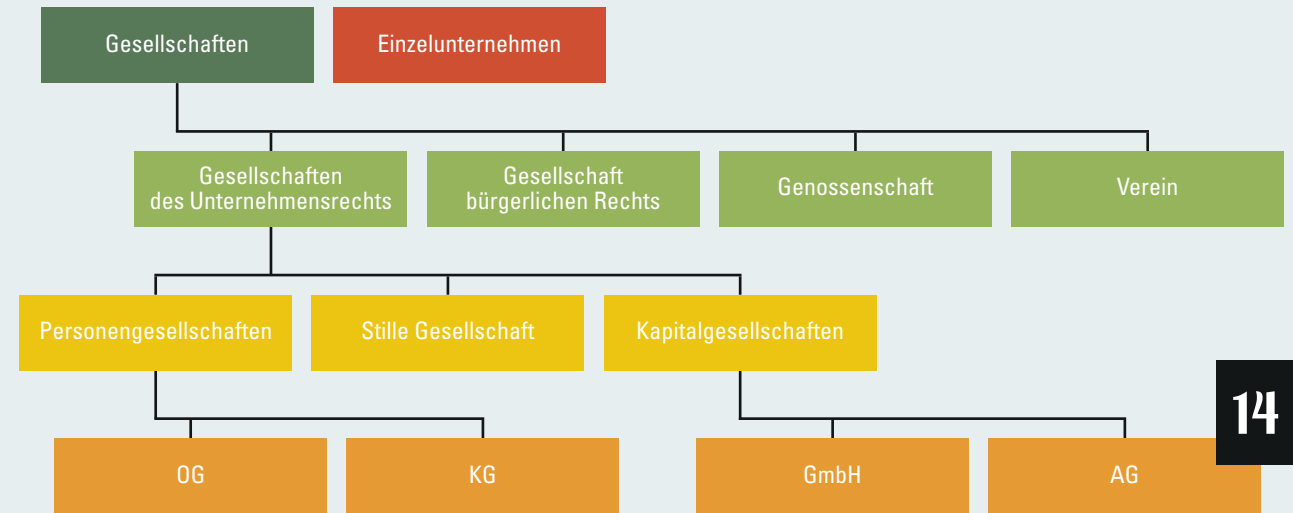 Gesellschaften
Einzelunternehmen
Gesellschaften
des Unternehmensrechts
Gesellschaft
bürgerlichen Rechts
Genossenschaft
Verein
Personengesellschaften
Stille Gesellschaft
Kapitalgesellschaften
14
OG
KG
GmbH
AG